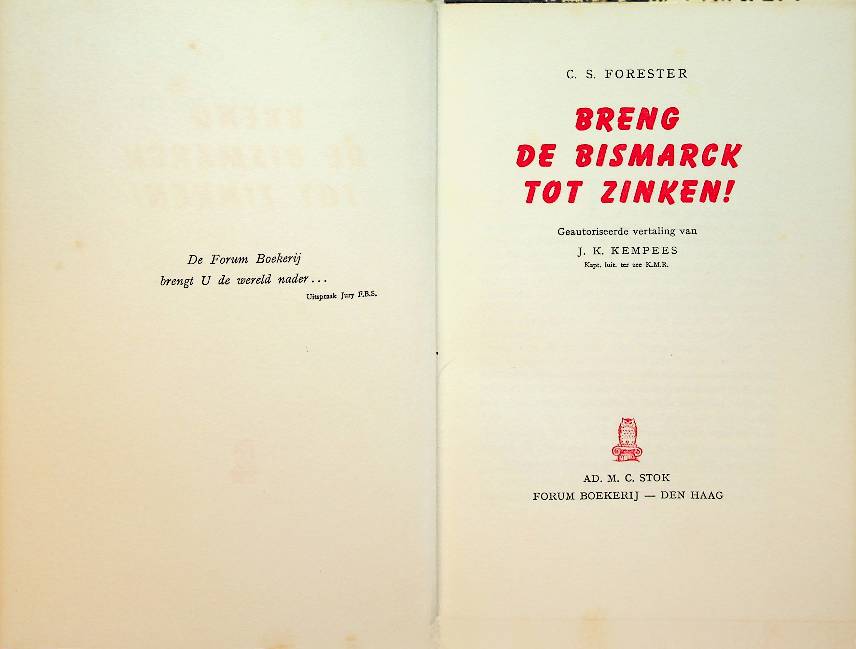 De Forum Boekerij
brengt U de wereld nader...
Uitspraak Jury F.B.S.
C. S. FORESTER
BRENG
DE BISMARCK
TOT ZINKEN!
Geautoriseerde vertaling van
J. K. KEMPEES
Kapt. luit. ter zee K.M.R.
AD. M. C. STOK
FORUM BOEKERIJ — DEN HAAG